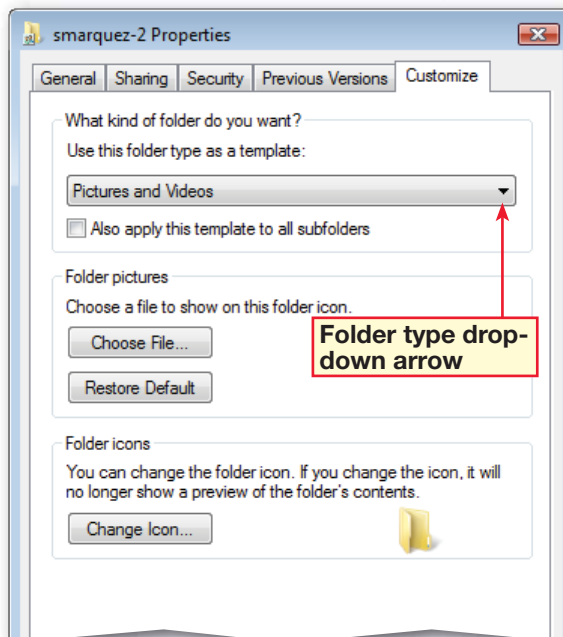 smarquez-2 Properties
General Sharing Security Previous Versions Customize
What kind of folder do you want?
Use this folder type as a template:
Pictures and Videos
Also apply this template to all subfolders
Folder pictures
Choose a file to show on this folder icon.
Choose File...
Folder type drop-
down arrow
Restore Default
Folder icons
You can change the folder icon. If you change the icon, it will
no longer show a preview of the folder's contents.
Change Icon...